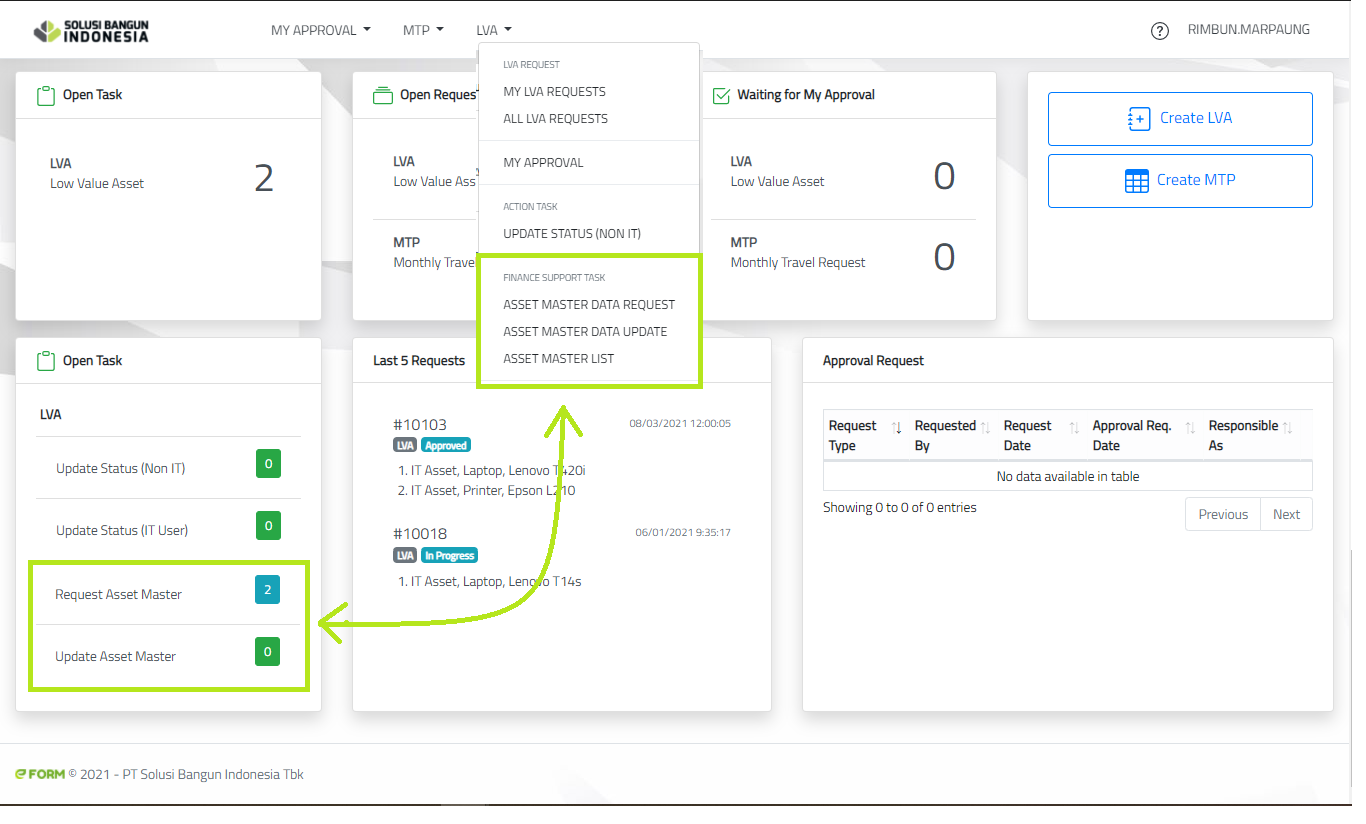 SOLUSI BANGUN
INDONESIA
MY APPROVAL
MTP
LVA
?
RIMBUN.MARPAUNG
LVA REQUEST
MY LVA REQUESTS
ALL LVA REQUESTS
MY APPROVAL
ACTION TASK
UPDATE STATUS (NON IT)
FINANCE SUPPORT TASK
ASSET MASTER DATA REQUEST
ASSET MASTER DATA UPDATE
ASSET MASTER LIST
Open Task
LVA
Low Value Asset
2
Open Reques
LVA
Low Value Ass
MTP
Monthly Trave
Waiting for My Approval
LVA
Low Value Asset
0
MTP
Monthly Travel Request
0
Create LVA
Create MTP
Open Task
LVA
Update Status (Non IT)
0
Update Status (IT User)
0
Request Asset Master
2
Update Asset Master
0
Last 5 Requests
#10103
08/03/2021 12:00:05
LVA Approved
1. IT Asset, Laptop, Lenovo T420i
2. IT Asset, Printer, Epson L210
#10018
06/01/2021 9:35:17
LVA In Progress
1. IT Asset, Laptop, Lenovo T14s
Approval Request
Request Type
Requested By
Request Date
Approval Req. Date
Responsible As
No data available in table
Showing 0 to 0 of 0 entries
Previous
Next
eFORM © 2021 - PT Solusi Bangun Indonesia Tbk